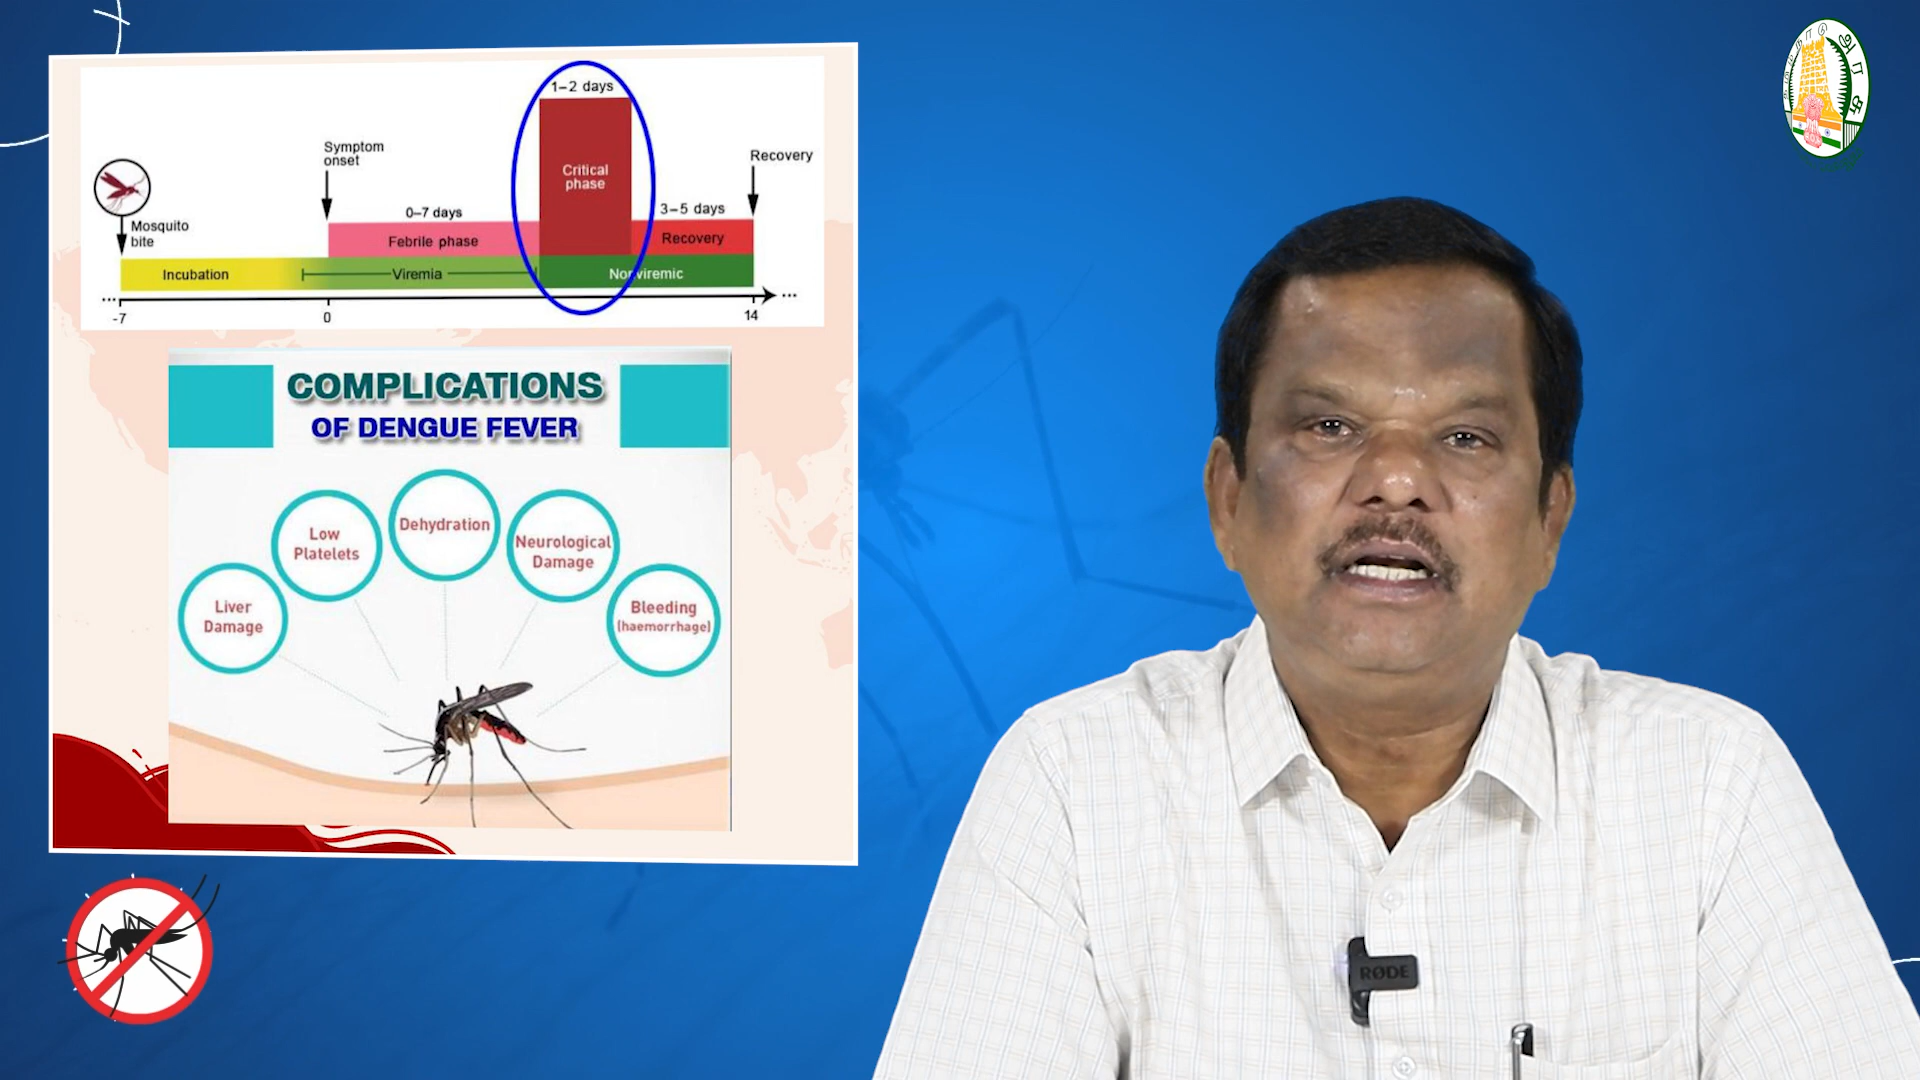 1–2 days
Symptom
onset
Critical
phase
Recovery
Mosquito
bite
0–7 days
3–5 days
Febrile phase
Recovery
Incubation
Viremia
Nonviremic
-7
0
14
COMPLICATIONS
OF DENGUE FEVER
Liver
Damage
Low
Platelets
Dehydration
Neurological
Damage
Bleeding
(haemorrhage)
RØDE